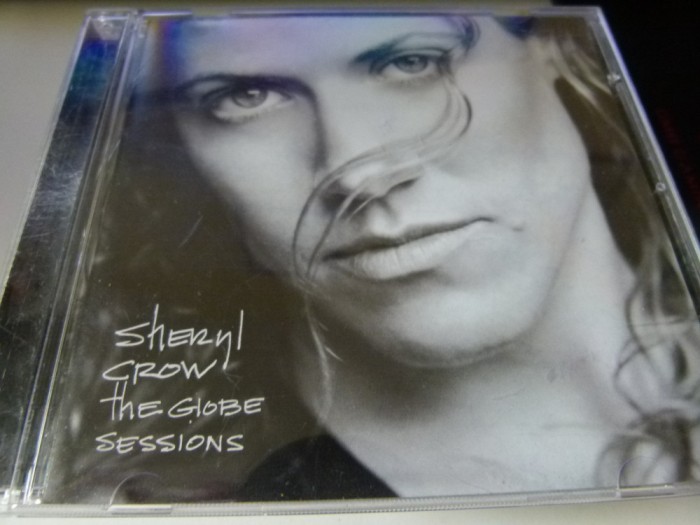 Sheryl
Crow
The Globe
Sessions